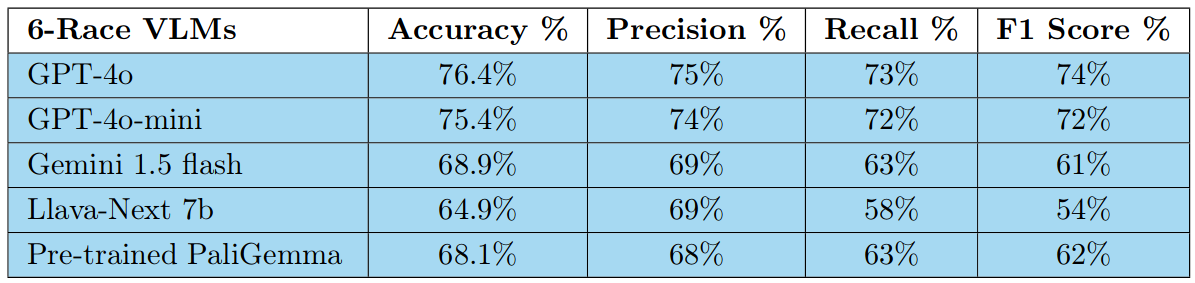 6-Race VLMs Accuracy % Precision % Recall % F1 Score %
GPT-4o 76.4% 75% 73% 74%
GPT-4o-mini 75.4% 74% 72% 72%
Gemini 1.5 flash 68.9% 69% 63% 61%
Llava-Next 7b 64.9% 69% 58% 54%
Pre-trained PaliGemma 68.1% 68% 63% 62%